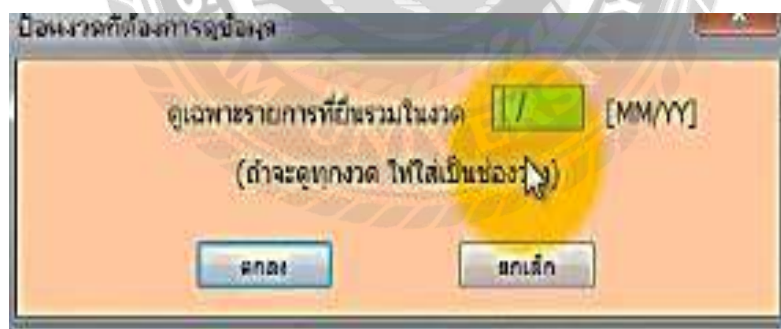 ป้อนงวดที่ต้องการดูข้อมูล
ดูเฉพาะรายการที่ยื่นรวมในงวด / [MM/YY]
(ถ้าจะดูทุกงวด ให้ใส่เป็นช่องว่าง)
ตกลง ยกเลิก